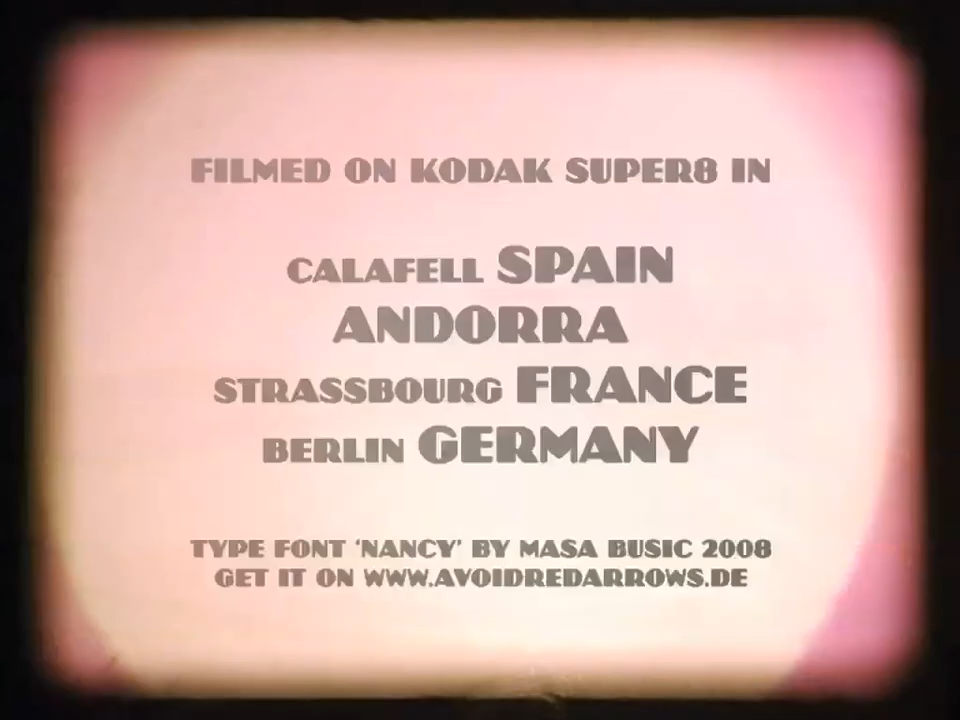 FILMED ON KODAK SUPER8 IN
CALAFELL SPAIN
ANDORRA
STRASSBOURG FRANCE
BERLIN GERMANY
TYPE FONT ‘NANCY’ BY MASA BUSIC 2008
GET IT ON WWW.AVOIDREDARROWS.DE